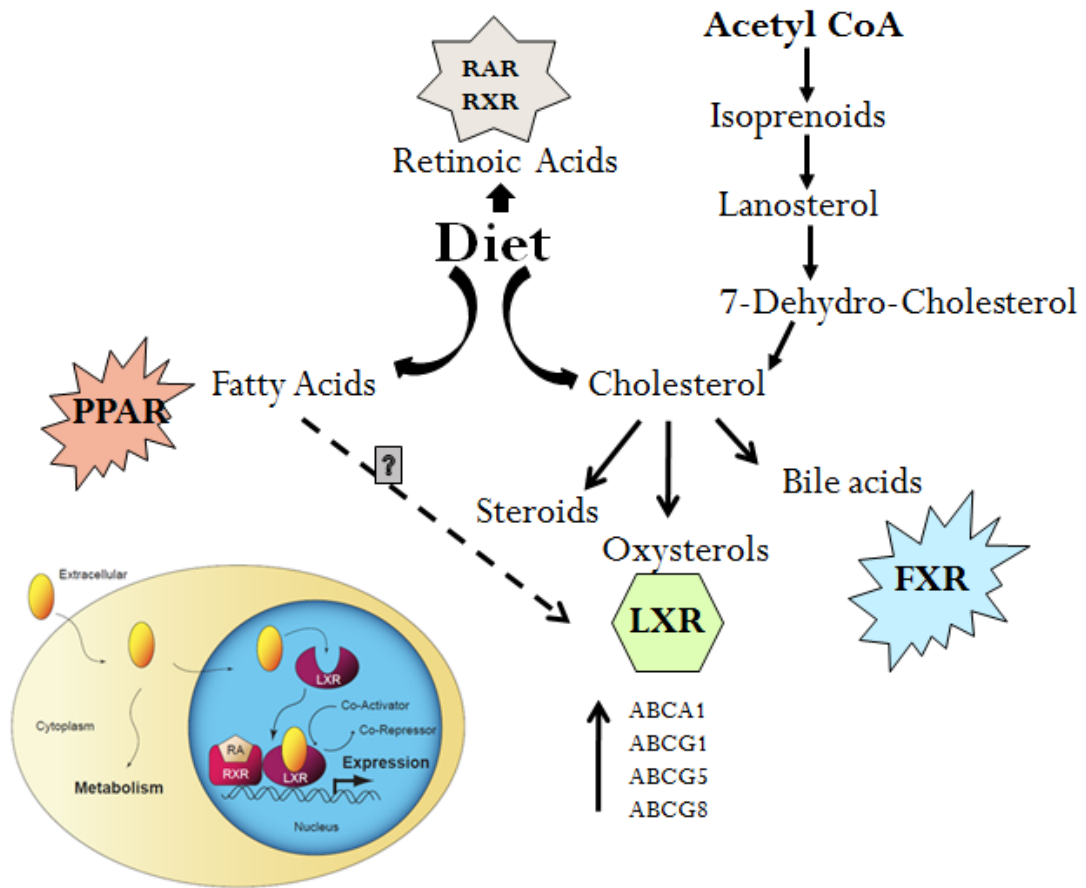 Acetyl CoA
RAR
RXR
Isoprenoids
Retinoic Acids
Lanosterol
Diet
7-Dehydro-Cholesterol
PPAR
Fatty Acids
Cholesterol
?
Steroids
Bile acids
Oxysterols
FXR
LXR
ABCA1
ABCG1
ABCG5
ABCG8
Extracellular
LXR
Cytoplasm
Co-Activator
Co-Repressor
RA
RXR
LXR
Expression
Metabolism
Nucleus